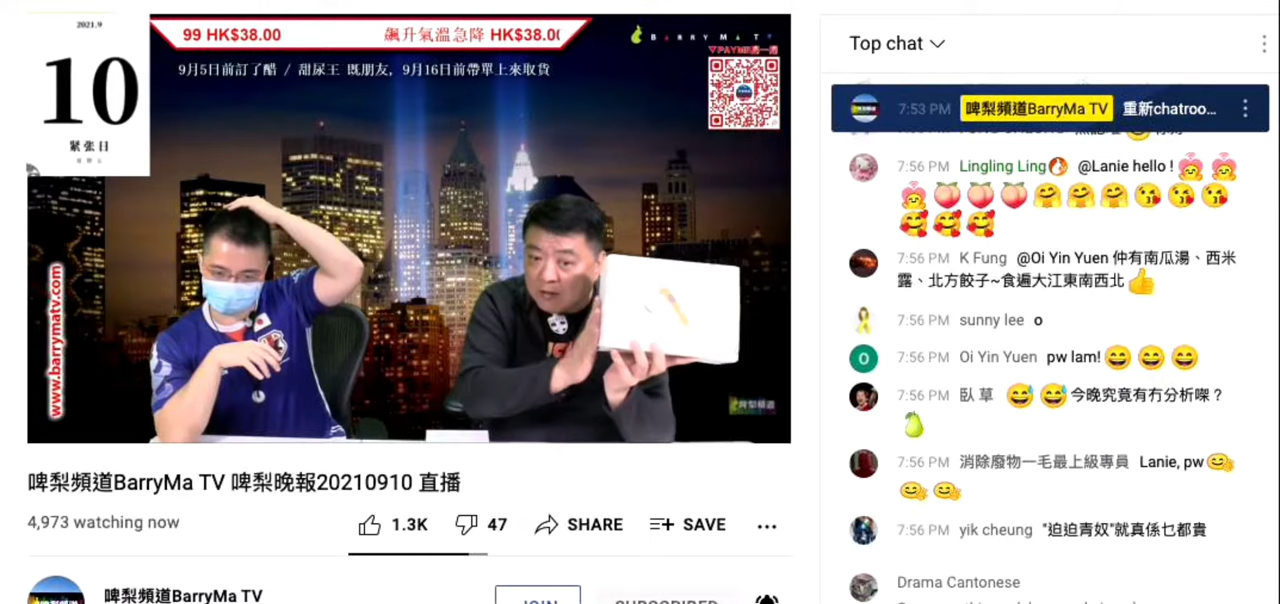 2021.9
10
緊張日
星期五
99 HK$38.00
飆升氣溫急降 HK$38.00
9月5日前訂了醋 / 甜尿王 既朋友，9月16日前帶單上來取貨
BARRYMATV
www.barrymatv.com
啤梨頻道
啤梨頻道BarryMa TV 啤梨晚報20210910 直播
4,973 watching now
1.3K
47
SHARE
SAVE
啤梨頻道BarryMa TV
JOIN
SUBSCRIBED
Top chat
7:53 PM 啤梨頻道BarryMa TV 重新chatroo...
7:56 PM Lingling Ling @Lanie hello !
7:56 PM K Fung @Oi Yin Yuen 仲有南瓜湯、西米
露、北方餃子~食遍大江東南西北
7:56 PM sunny lee o
O
7:56 PM Oi Yin Yuen pw lam!
7:56 PM 臥 草 今晚究竟有冇分析㗎？
7:56 PM 消除廢物一毛最上級專員 Lanie, pw
7:56 PM yik cheung "迫迫青奴"就真係乜都貴
Drama Cantonese